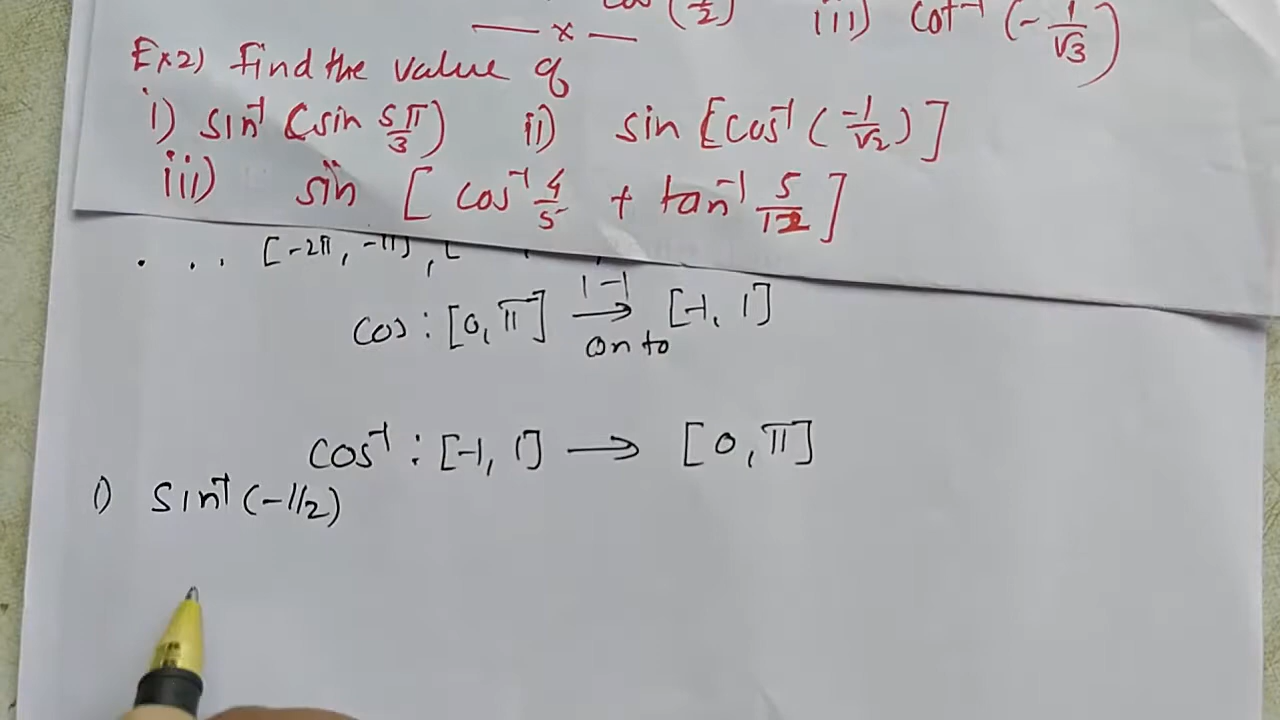 iii) cot⁻¹ (-1/√3)
Ex2) Find the value of
i) sin⁻¹ (sin 5π/3) ii) sin [cos⁻¹ (-1/√2)]
iii) sin [cos⁻¹ 4/5 + tan⁻¹ 5/12]
. . . [-2π, -π], [
cos : [0, π] 1-1 → onto [-1, 1]
cos⁻¹ : [-1, 1] → [0, π]
1) sin⁻¹ (-1/2)